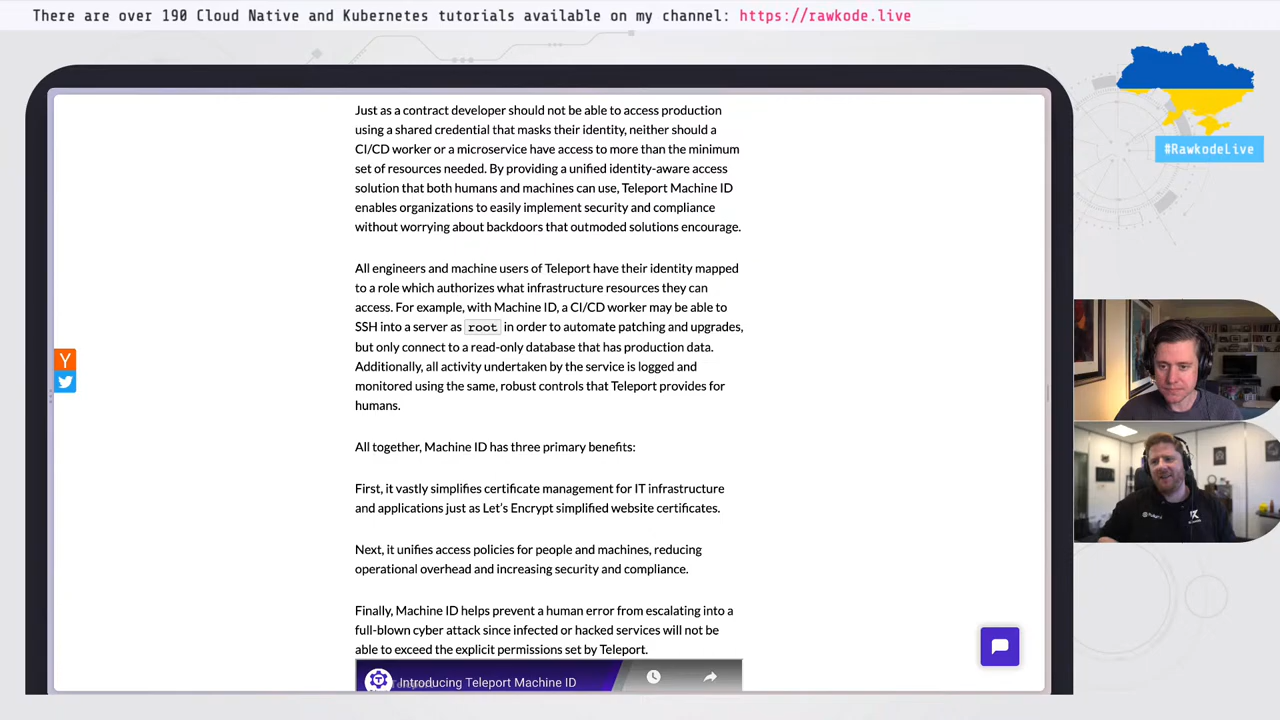 There are over 190 Cloud Native and Kubernetes tutorials available on my channel: https://rawkode.live
#RawkodeLive
Just as a contract developer should not be able to access production
using a shared credential that masks their identity, neither should a
CI/CD worker or a microservice have access to more than the minimum
set of resources needed. By providing a unified identity-aware access
solution that both humans and machines can use, Teleport Machine ID
enables organizations to easily implement security and compliance
without worrying about backdoors that outmoded solutions encourage.
All engineers and machine users of Teleport have their identity mapped
to a role which authorizes what infrastructure resources they can
access. For example, with Machine ID, a CI/CD worker may be able to
SSH into a server as root in order to automate patching and upgrades,
but only connect to a read-only database that has production data.
Additionally, all activity undertaken by the service is logged and
monitored using the same, robust controls that Teleport provides for
humans.
All together, Machine ID has three primary benefits:
First, it vastly simplifies certificate management for IT infrastructure
and applications just as Let's Encrypt simplified website certificates.
Next, it unifies access policies for people and machines, reducing
operational overhead and increasing security and compliance.
Finally, Machine ID helps prevent a human error from escalating into a
full-blown cyber attack since infected or hacked services will not be
able to exceed the explicit permissions set by Teleport.
Introducing Teleport Machine ID
Y